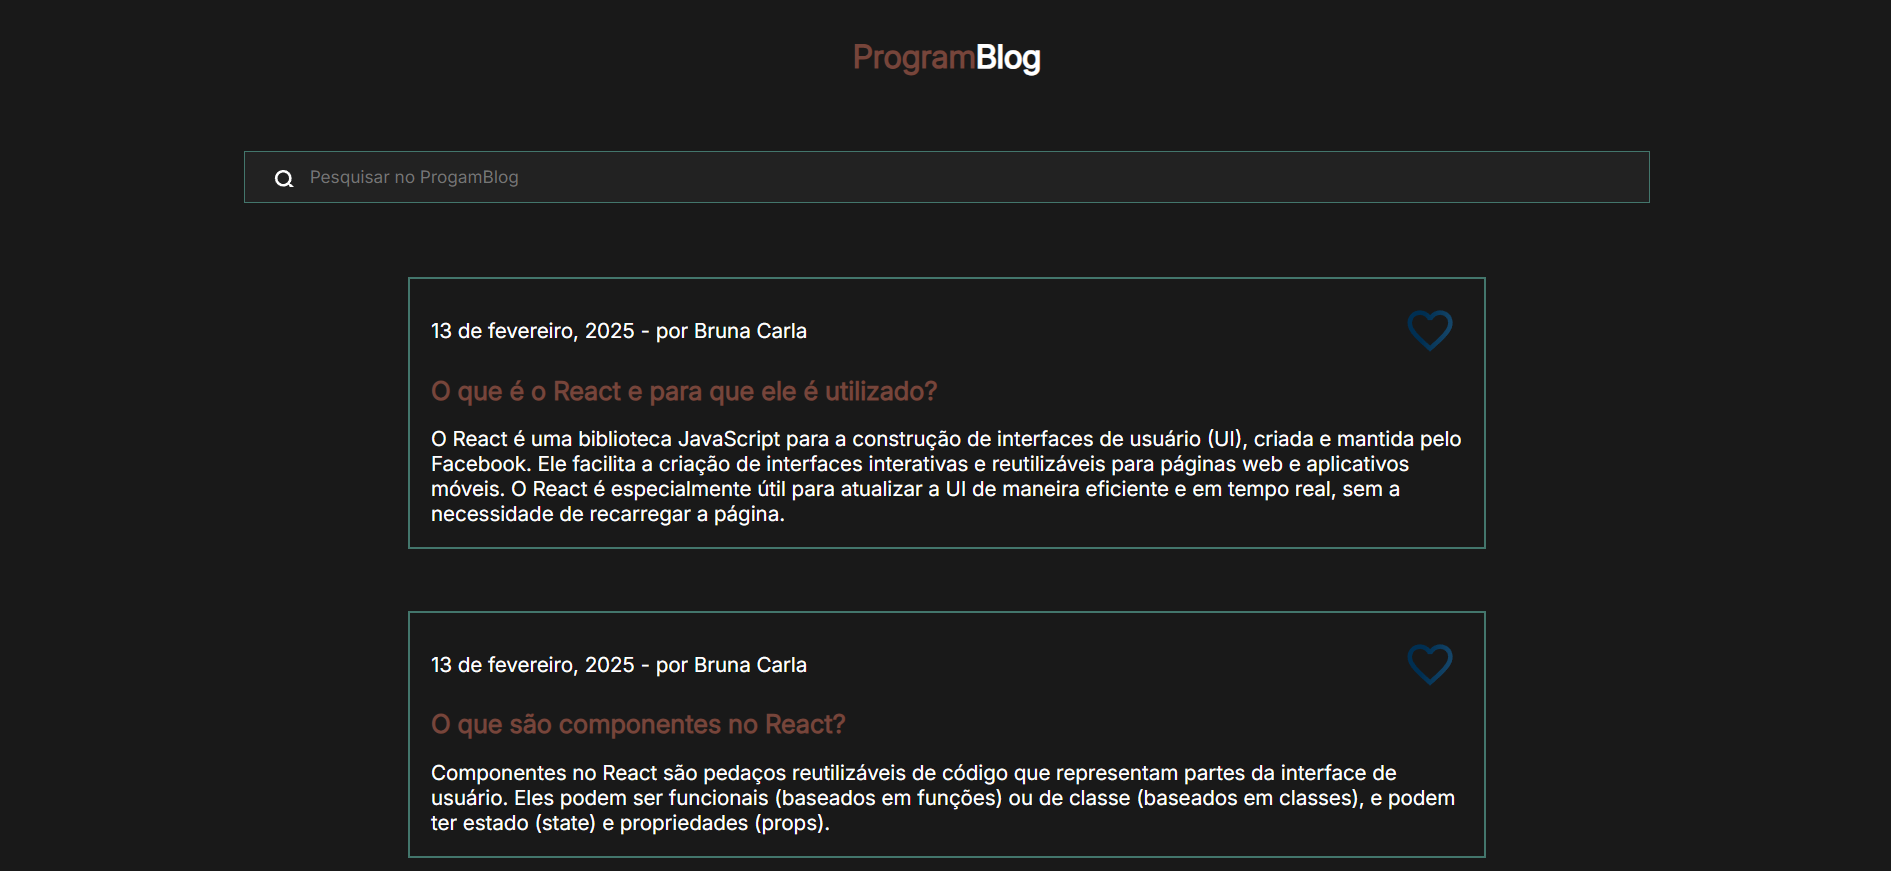 ProgramBlog
Pesquisar no ProgamBlog
13 de fevereiro, 2025 - por Bruna Carla
O que é o React e para que ele é utilizado?
O React é uma biblioteca JavaScript para a construção de interfaces de usuário (UI), criada e mantida pelo
Facebook. Ele facilita a criação de interfaces interativas e reutilizáveis para páginas web e aplicativos
móveis. O React é especialmente útil para atualizar a UI de maneira eficiente e em tempo real, sem a
necessidade de recarregar a página.
13 de fevereiro, 2025 - por Bruna Carla
O que são componentes no React?
Componentes no React são pedaços reutilizáveis de código que representam partes da interface de
usuário. Eles podem ser funcionais (baseados em funções) ou de classe (baseados em classes), e podem
ter estado (state) e propriedades (props).